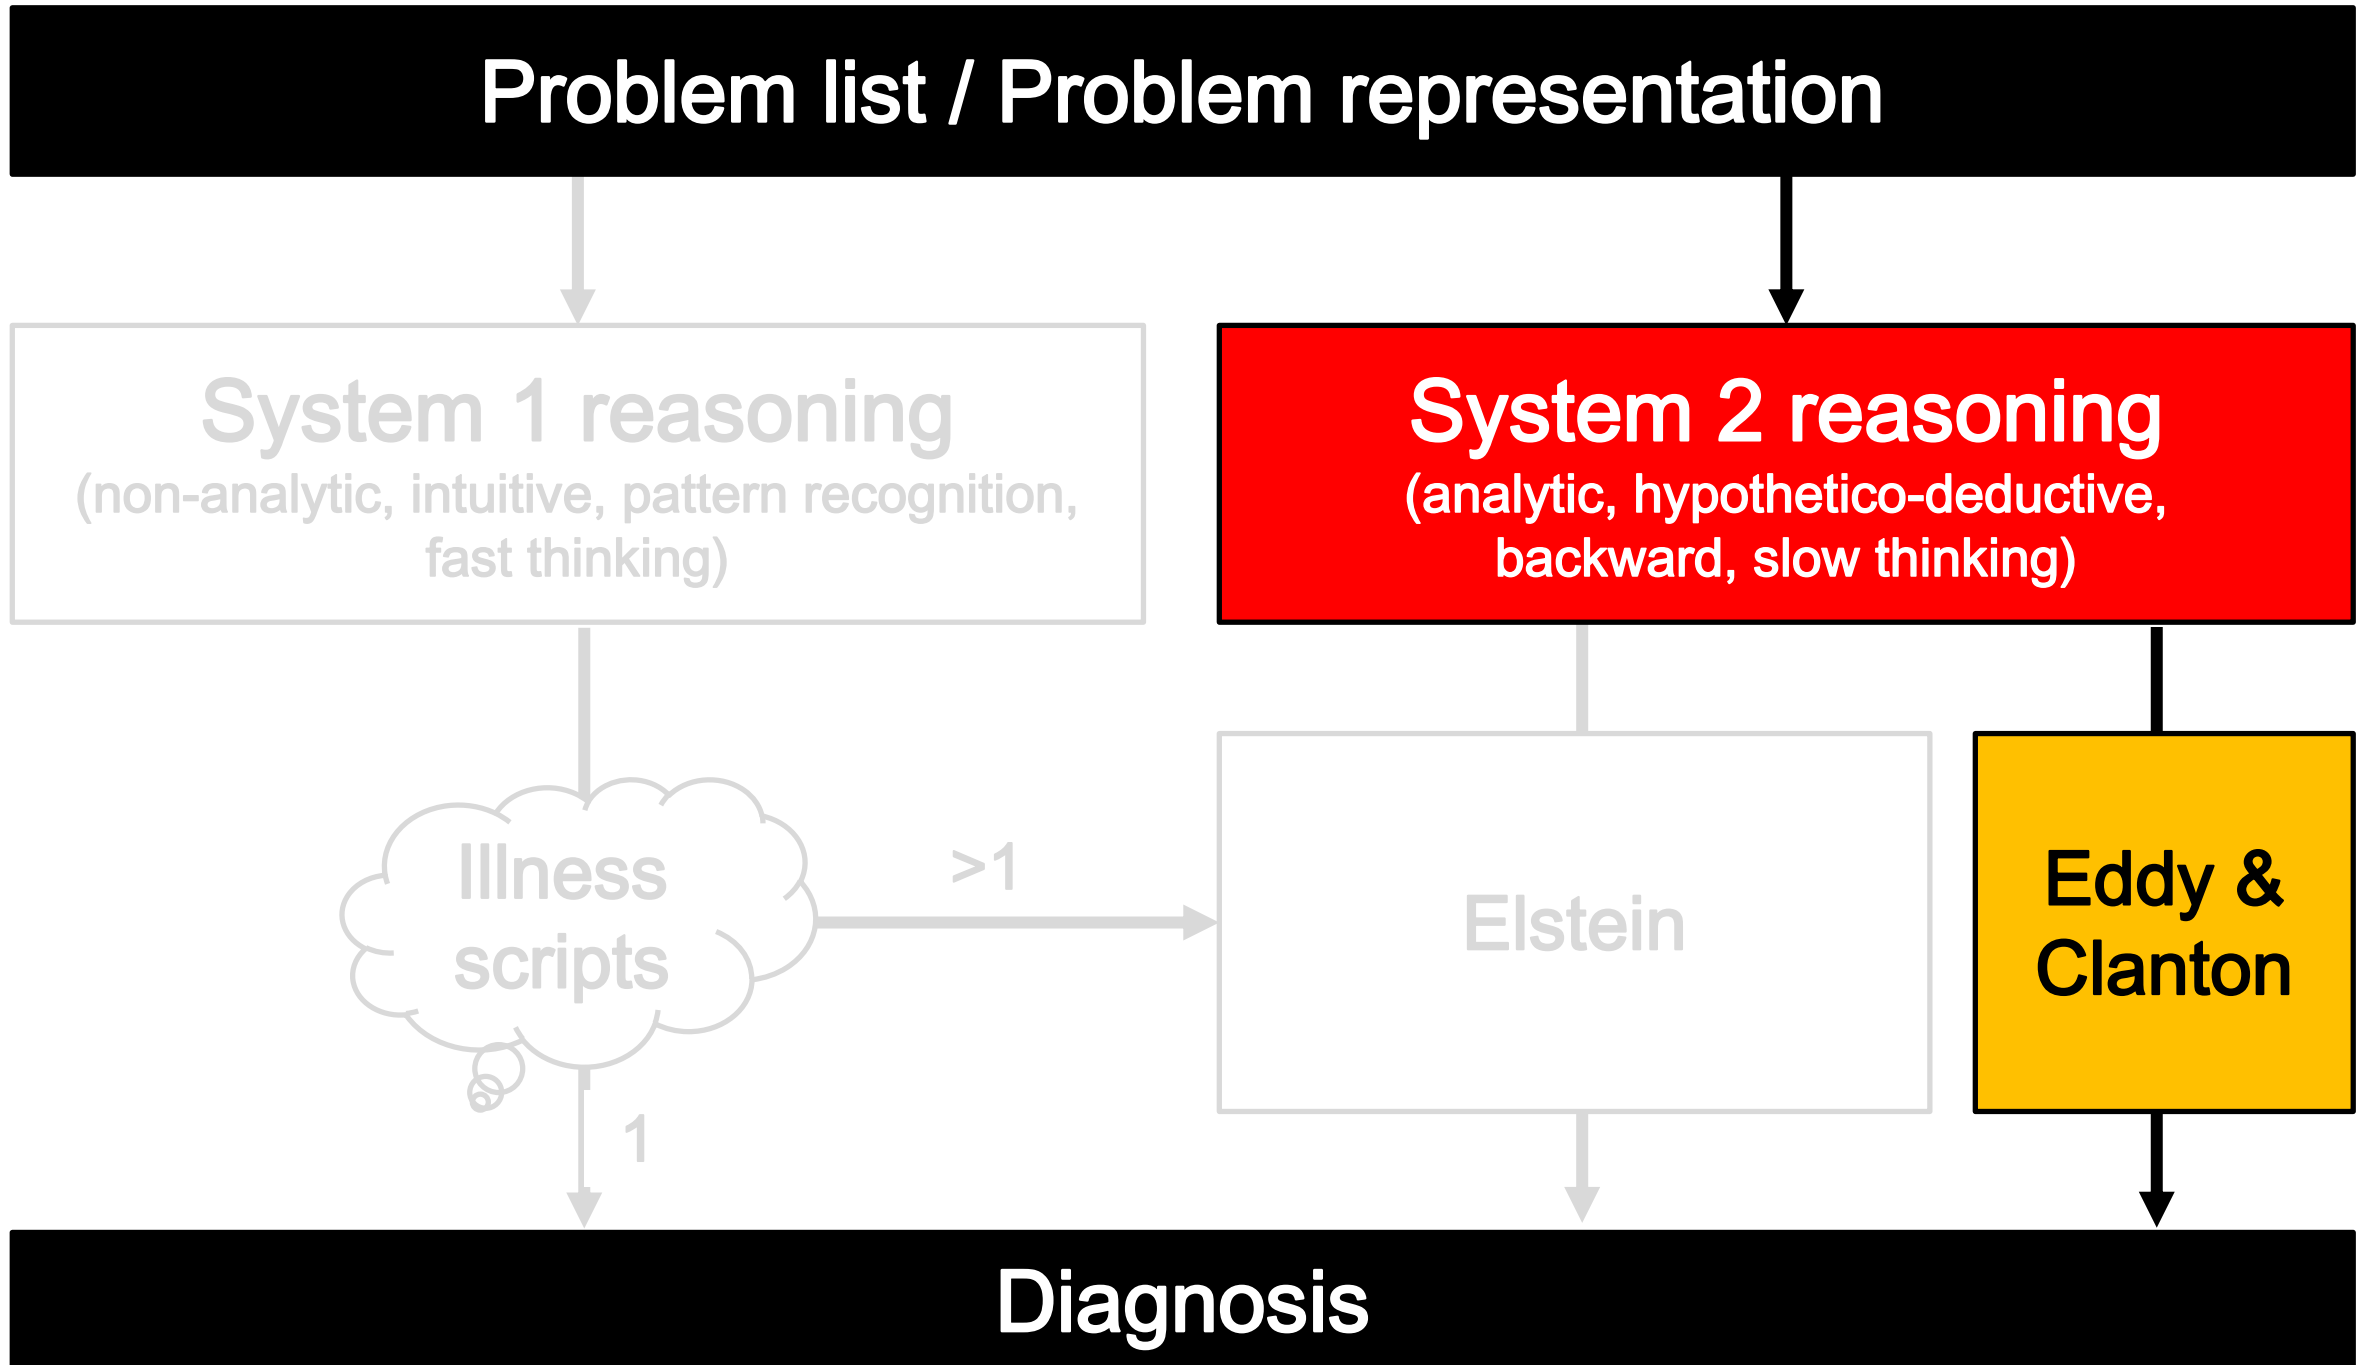 Problem list / Problem representation
System 1 reasoning
(non-analytic, intuitive, pattern recognition,
fast thinking)
System 2 reasoning
(analytic, hypothetico-deductive,
backward, slow thinking)
Illness
scripts
>1
Elstein
Eddy &
Clanton
1
Diagnosis